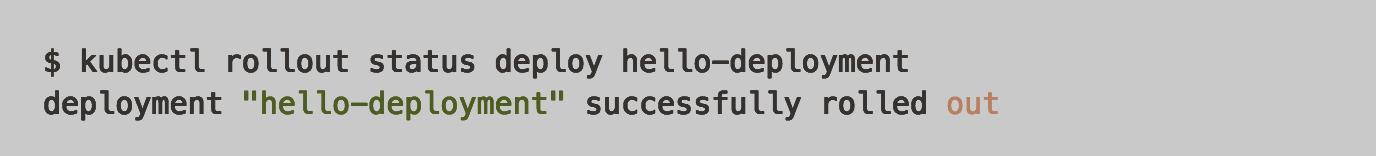 $ kubectl rollout status deploy hello-deployment
deployment "hello-deployment" successfully rolled out